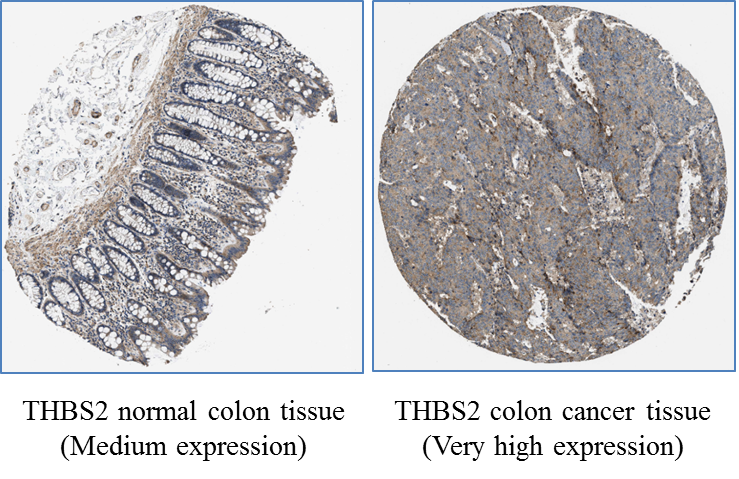 THBS2 normal colon tissue
(Medium expression)
THBS2 colon cancer tissue
(Very high expression)